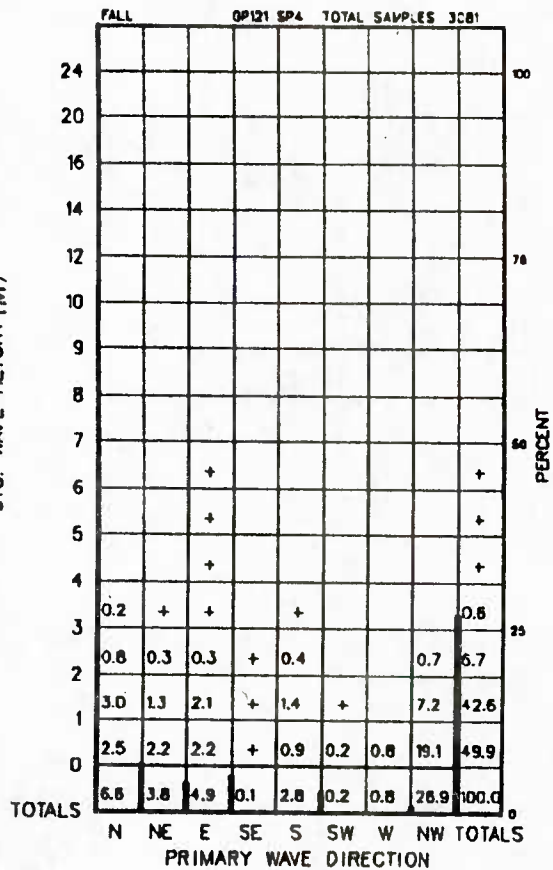 FALL GP121 SP4 TOTAL SAMPLES 3081
24 100
20
16
14
12 78
10
9
8
7 50
+ +
6
+ +
5
+ +
4
0.2 + + + 0.6
3 25
0.8 0.3 0.3 + 0.4 0.7 6.7
2
3.0 1.3 2.1 + 1.4 + 7.2 42.6
1
2.5 2.2 2.2 + 0.9 0.2 0.8 19.1 49.9
0
6.6 3.8 4.9 0.1 2.8 0.2 0.8 26.9 100.0 0
TOTALS
N NE E SE S SW W NW TOTALS
PRIMARY WAVE DIRECTION
PERCENT